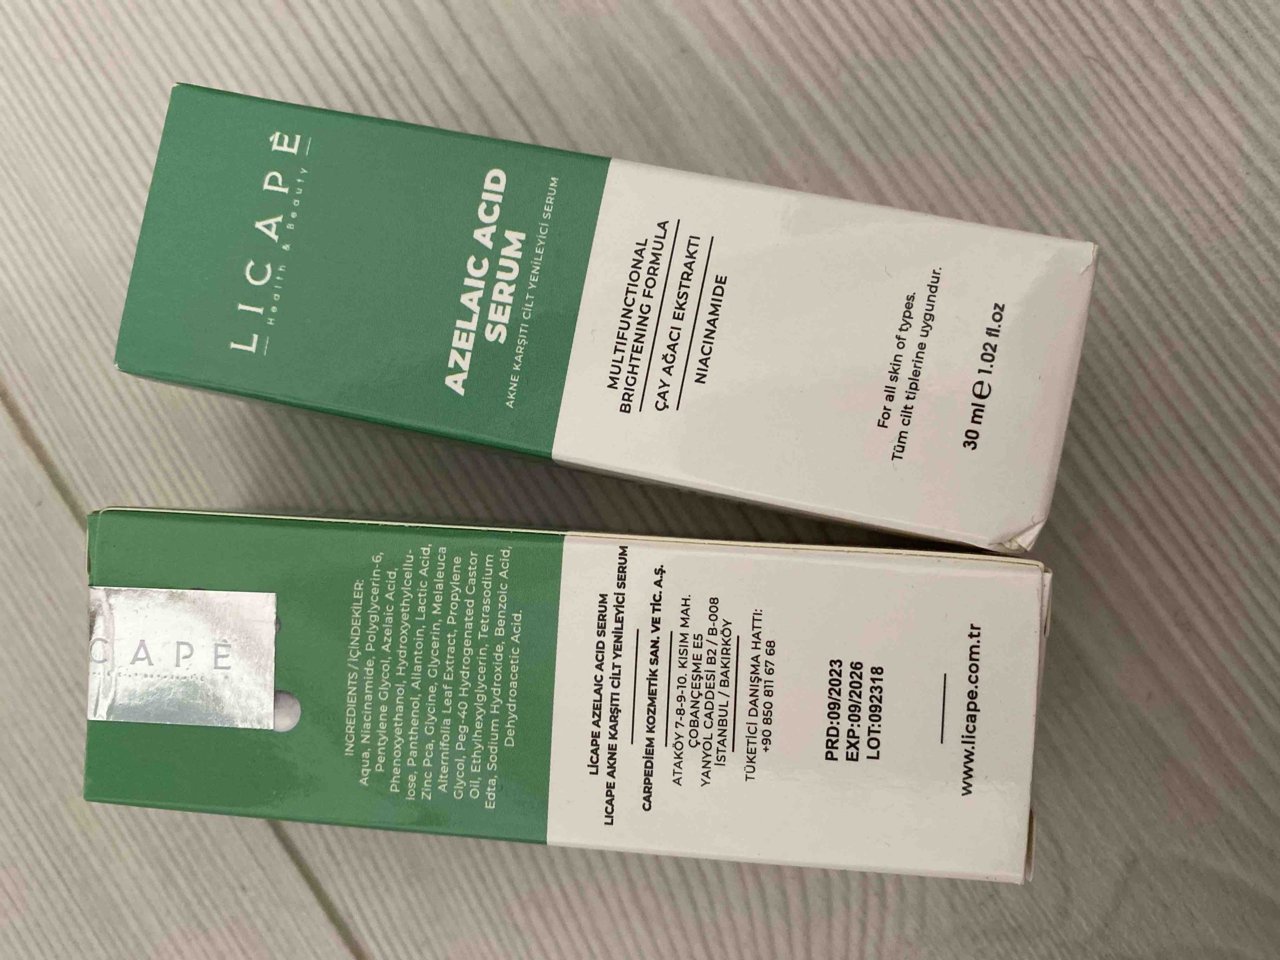 LICAPÊ
Health & Beauty
AZELAIC ACID
SERUM
AKNE KARŞITI CİLT YENİLEYİCİ SERUM
MULTIFUNCTIONAL
BRIGHTENING FORMULA
ÇAY AĞACI EKSTRAKTI
NIACINAMIDE
For all skin of types.
Tüm cilt tiplerine uygundur.
30 ml e 1.02 fl.oz
CAPÊ
INGREDIENTS / İÇİNDEKİLER:
Aqua, Niacinamide, Polyglycerin-6,
Pentylene Glycol, Azelaic Acid,
Phenoxyethanol, Hydroxyethylcellu-
lose, Panthenol, Allantoin, Lactic Acid,
Zinc Pca, Glycine, Glycerin, Melaleuca
Alternifolia Leaf Extract, Propylene
Glycol, Peg-40 Hydrogenated Castor
Oil, Ethylhexylglycerin, Tetrasodium
Edta, Sodium Hydroxide, Benzoic Acid,
Dehydroacetic Acid.
LİCAPE AZELAIC ACID SERUM
LICAPE AKNE KARŞITI CİLT YENİLEYİCİ SERUM
CARPEDİEM KOZMETİK SAN. VE TİC. A.Ş.
ATAKÖY 7-8-9-10. KISIM MAH.
ÇOBANÇEŞME E5
YANYOL CADDESİ B2 / B-008
İSTANBUL / BAKIRKÖY
TÜKETİCİ DANIŞMA HATTI:
+90 850 811 67 68
PRD:09/2023
EXP:09/2026
LOT:092318
www.licape.com.tr